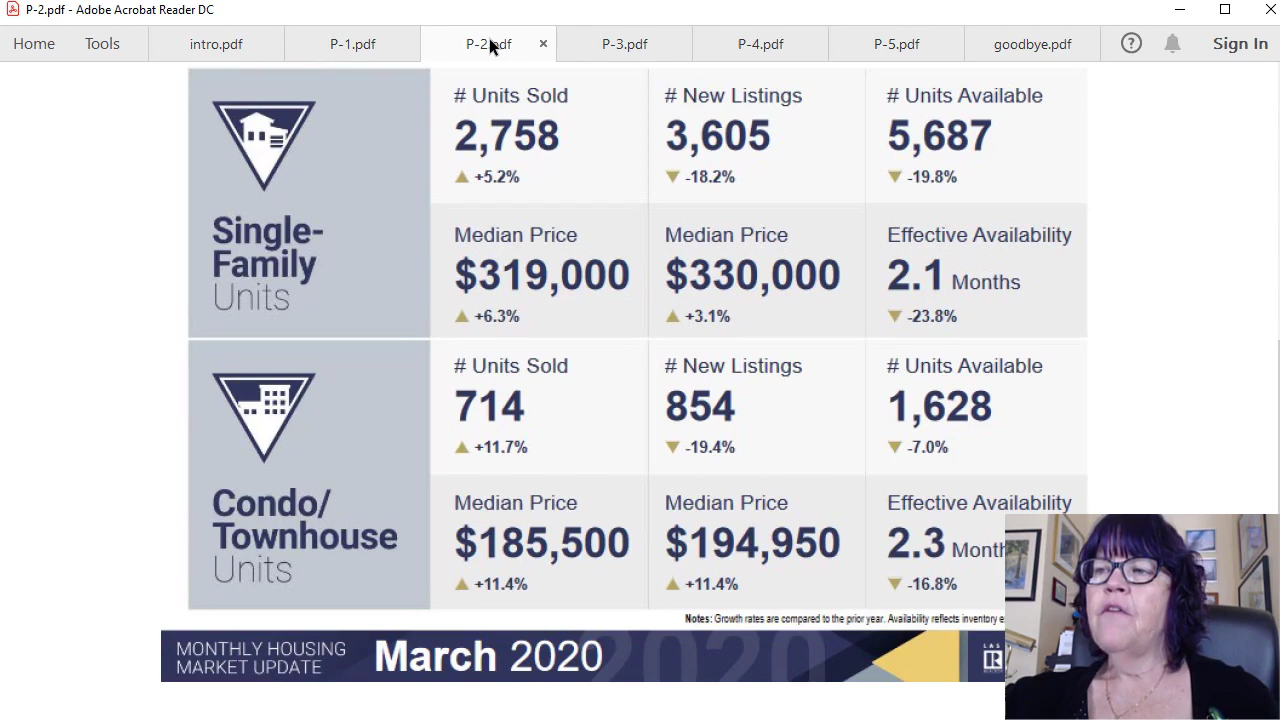 P-2.pdf - Adobe Acrobat Reader DC
Home Tools intro.pdf P-1.pdf P-2.pdf × P-3.pdf P-4.pdf P-5.pdf goodbye.pdf ? Sign In
Single-
Family
Units
# Units Sold
2,758
+5.2%
# New Listings
3,605
-18.2%
# Units Available
5,687
-19.8%
Median Price
$319,000
+6.3%
Median Price
$330,000
+3.1%
Effective Availability
2.1 Months
-23.8%
Condo/
Townhouse
Units
# Units Sold
714
+11.7%
# New Listings
854
-19.4%
# Units Available
1,628
-7.0%
Median Price
$185,500
+11.4%
Median Price
$194,950
+11.4%
Effective Availability
2.3 Month
-16.8%
Notes: Growth rates are compared to the prior year. Availability reflects inventory e
MONTHLY HOUSING
MARKET UPDATE
March 2020
2020
LAS
R